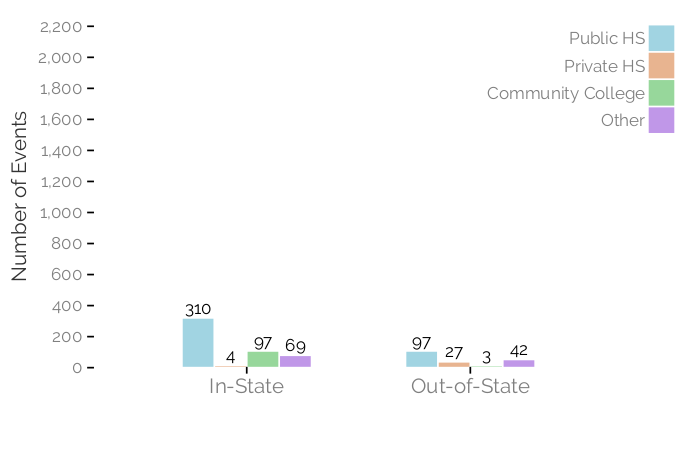 2,200
2,000
1,800
1,600
1,400
1,200
1,000
800
600
400
200
0
Number of Events
Public HS
Private HS
Community College
Other
310
4
97
69
97
27
3
42
In-State
Out-of-State